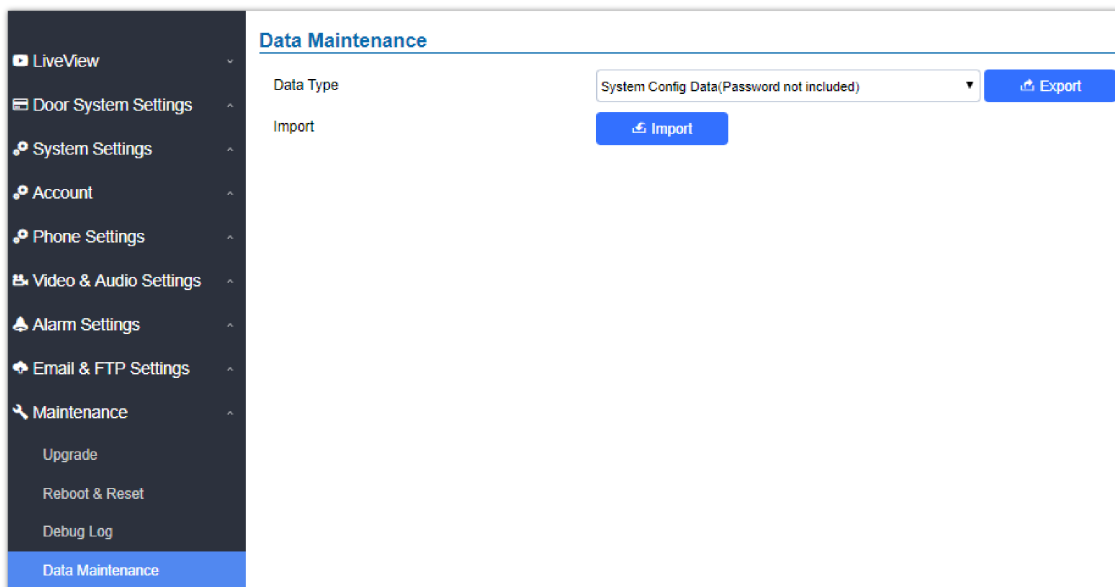 LiveView
Door System Settings
System Settings
Account
Phone Settings
Video & Audio Settings
Alarm Settings
Email & FTP Settings
Maintenance
Upgrade
Reboot & Reset
Debug Log
Data Maintenance
Data Maintenance
Data Type
System Config Data(Password not included)
Export
Import
Import